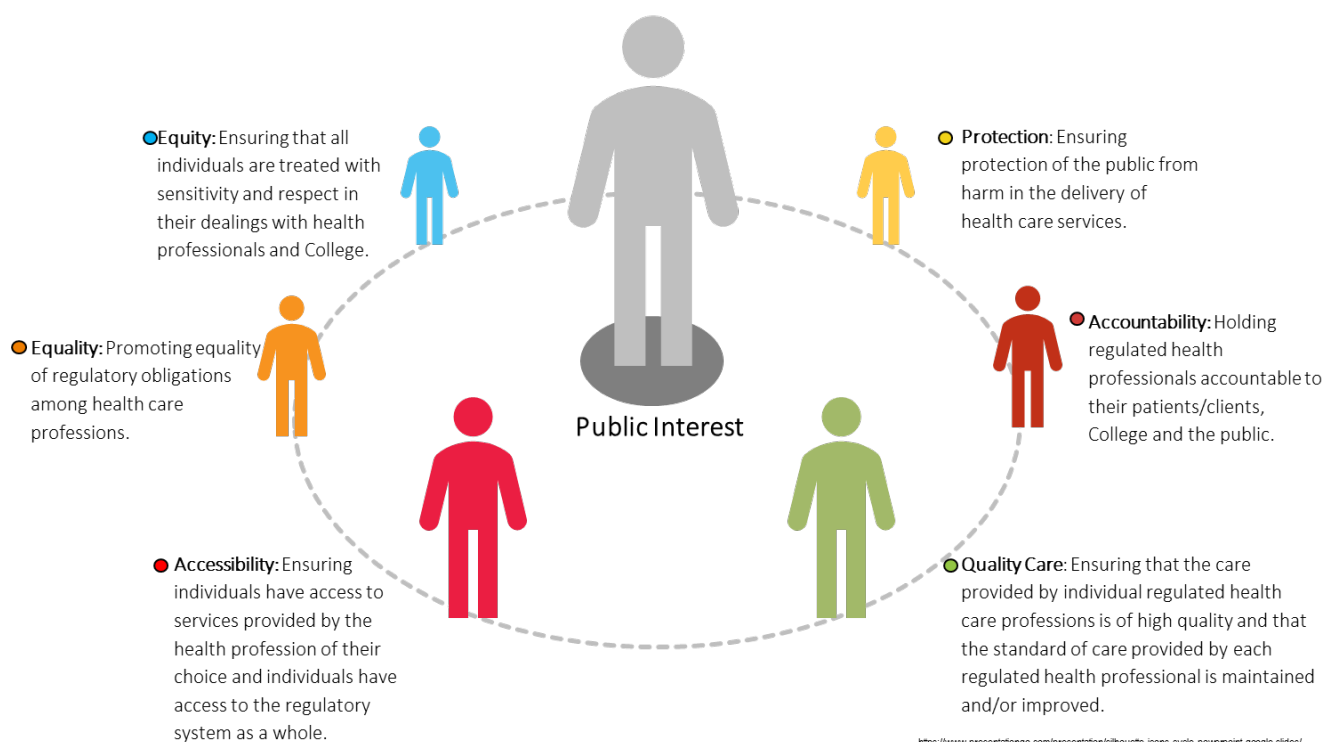 Equity: Ensuring that all
individuals are treated with
sensitivity and respect in
their dealings with health
professionals and College.
Protection: Ensuring
protection of the public from
harm in the delivery of
health care services.
Equality: Promoting equality
of regulatory obligations
among health care
professions.
Accountability: Holding
regulated health
professionals accountable to
their patients/clients,
College and the public.
Public Interest
Accessibility: Ensuring
individuals have access to
services provided by the
health profession of their
choice and individuals have
access to the regulatory
system as a whole.
Quality Care: Ensuring that the care
provided by individual regulated health
care professions is of high quality and that
the standard of care provided by each
regulated health professional is maintained
and/or improved.